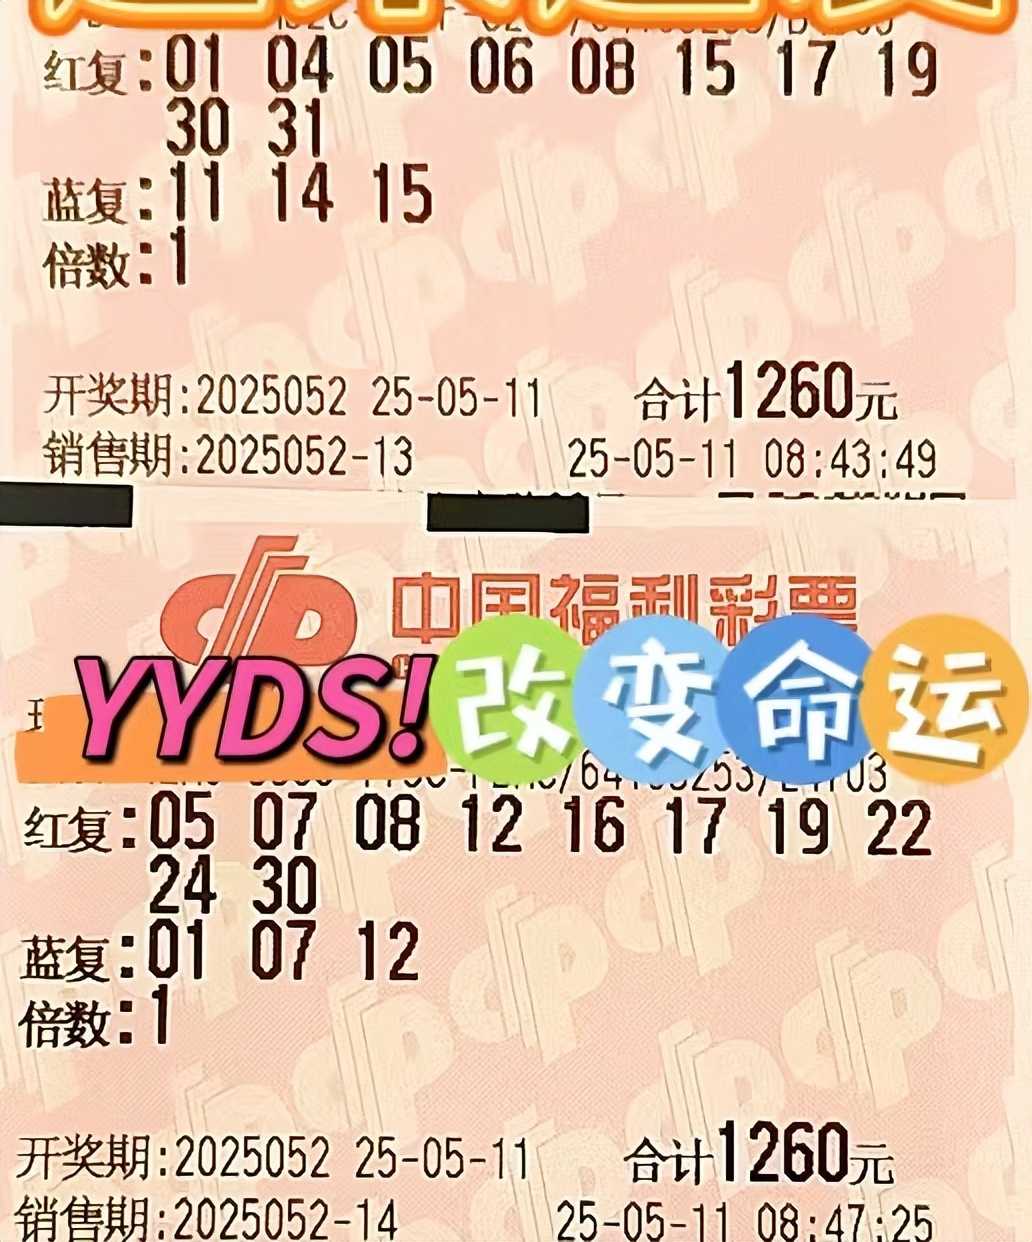 红复:01 04 05 06 08 15 17 19
30 31
蓝复:11 14 15
倍数:1
开奖期:2025052 25-05-11 合计1260元
销售期:2025052-13 25-05-11 08:43:49
中国福利彩票
YYDS!改变命运
红复:05 07 08 12 16 17 19 22
24 30
蓝复:01 07 12
倍数:1
开奖期:2025052 25-05-11 合计1260元
销售期:2025052-14 25-05-11 08:47:25